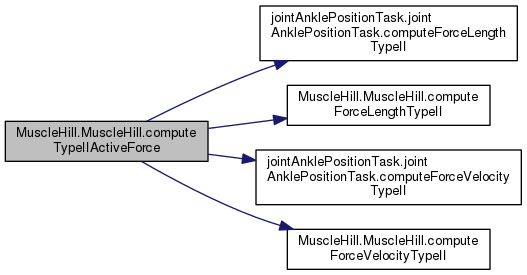 MuscleHill.MuscleHill.compute
TypeIIActiveForce
jointAnklePositionTask.joint
AnklePositionTask.computeForceLength
TypeII
MuscleHill.MuscleHill.compute
ForceLengthTypeII
jointAnklePositionTask.joint
AnklePositionTask.computeForceVelocity
TypeII
MuscleHill.MuscleHill.compute
ForceVelocityTypeII